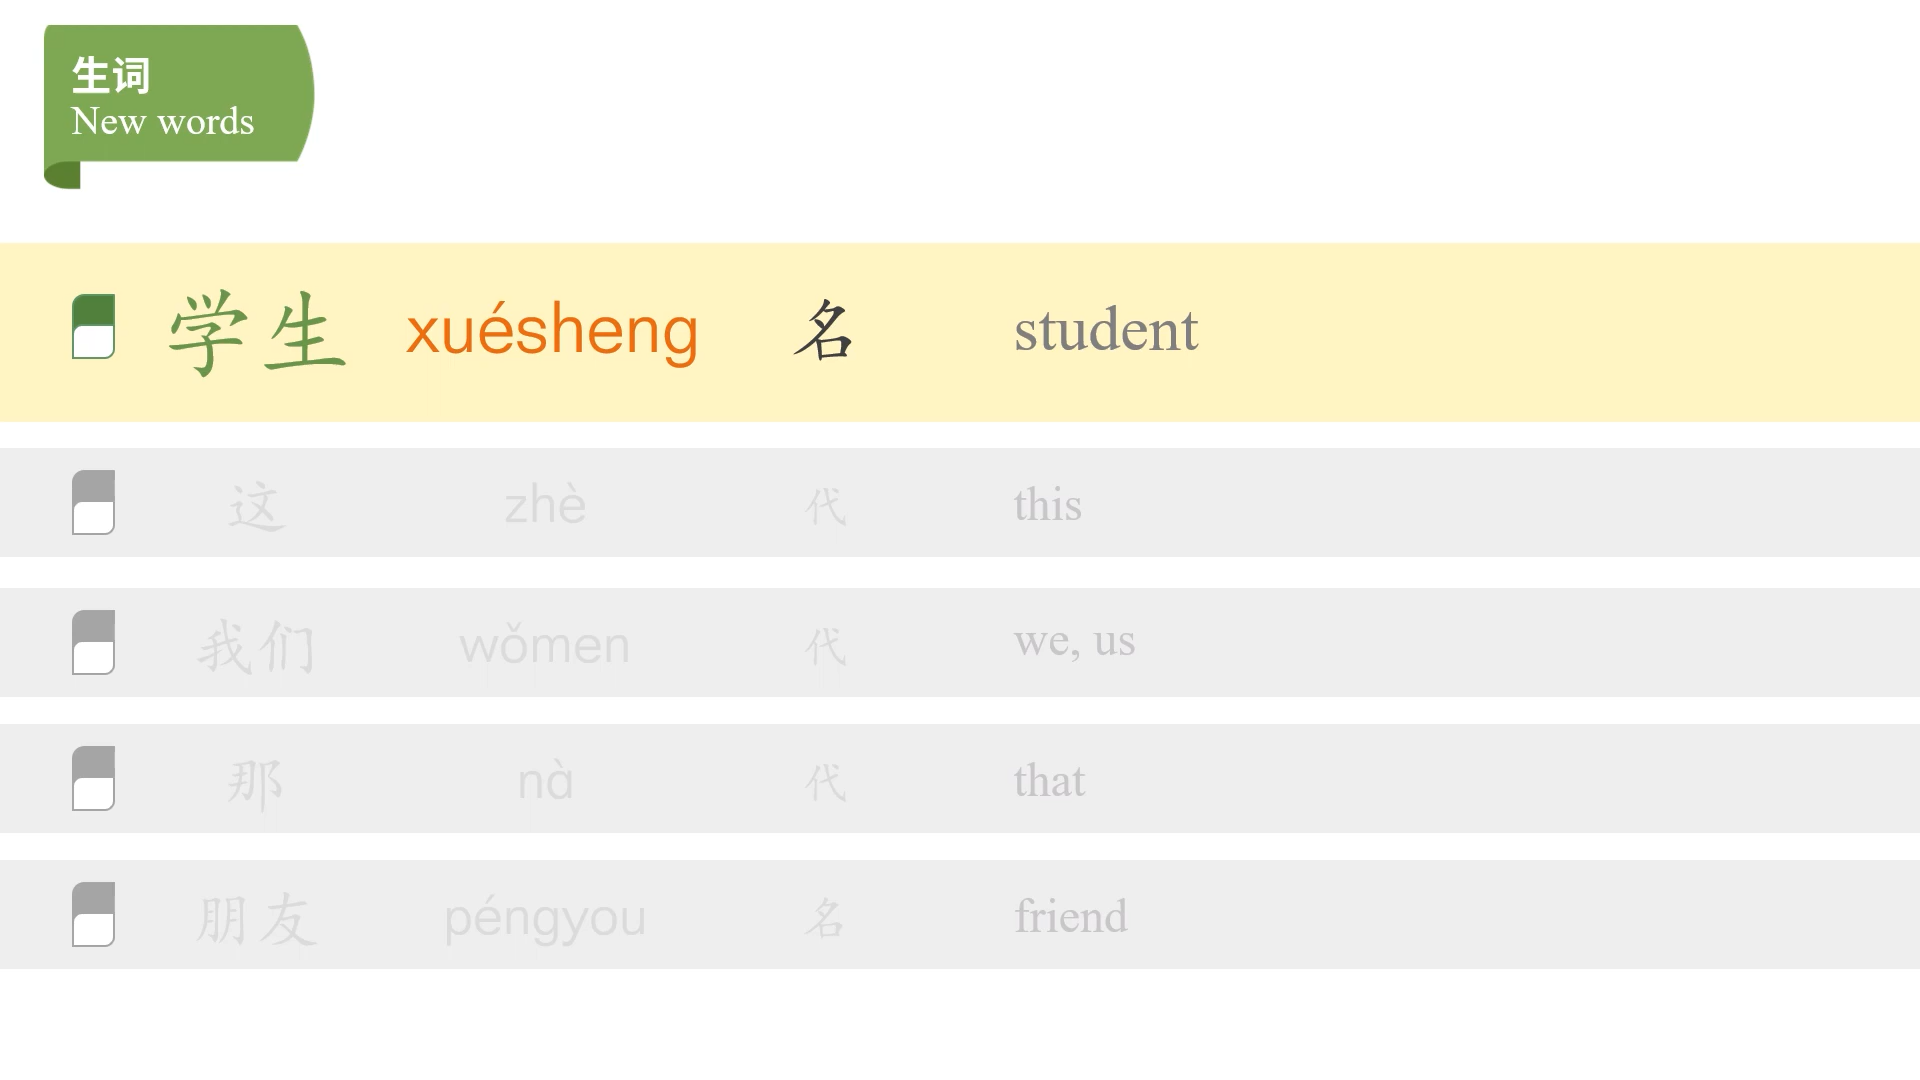 生词
New words
学生 xuésheng 名 student
这 zhè 代 this
我们 wǒmen 代 we, us
那 nà 代 that
朋友 péngyou 名 friend